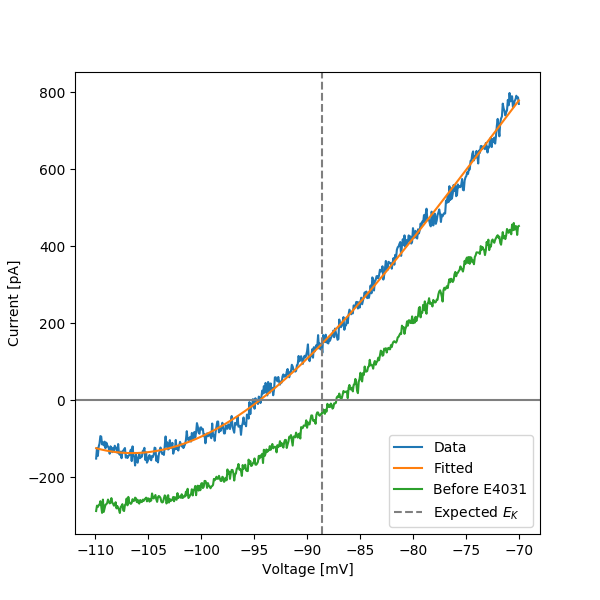 800
600
400
200
0
−200
Current [pA]
−110
−105
−100
−95
−90
−85
−80
−75
−70
Voltage [mV]
Data
Fitted
Before E4031
Expected E_K